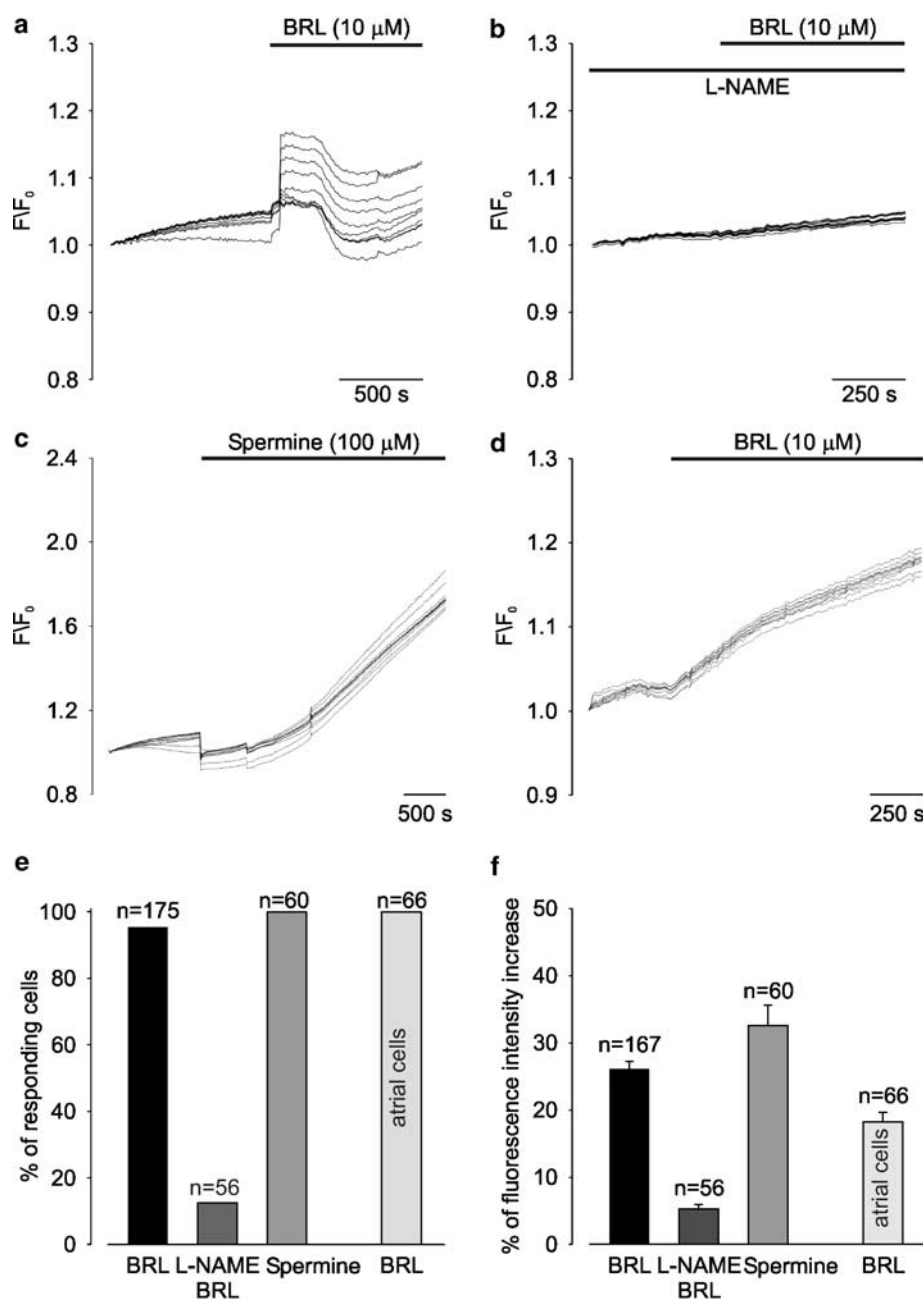 a
BRL (10 µM)
1.3
1.2
1.1
1.0
0.9
0.8
F\F0
500 s
b
BRL (10 µM)
L-NAME
1.3
1.2
1.1
1.0
0.9
0.8
F\F0
250 s
c
Spermine (100 µM)
2.4
2.0
1.6
1.2
0.8
F\F0
500 s
d
BRL (10 µM)
1.3
1.2
1.1
1.0
0.9
F\F0
250 s
e
% of responding cells
100
80
60
40
20
0
n=175
n=56
n=60
n=66
atrial cells
BRL L-NAME Spermine BRL
BRL
f
% of fluorescence intensity increase
50
40
30
20
10
0
n=167
n=56
n=60
n=66
atrial cells
BRL L-NAME Spermine BRL
BRL